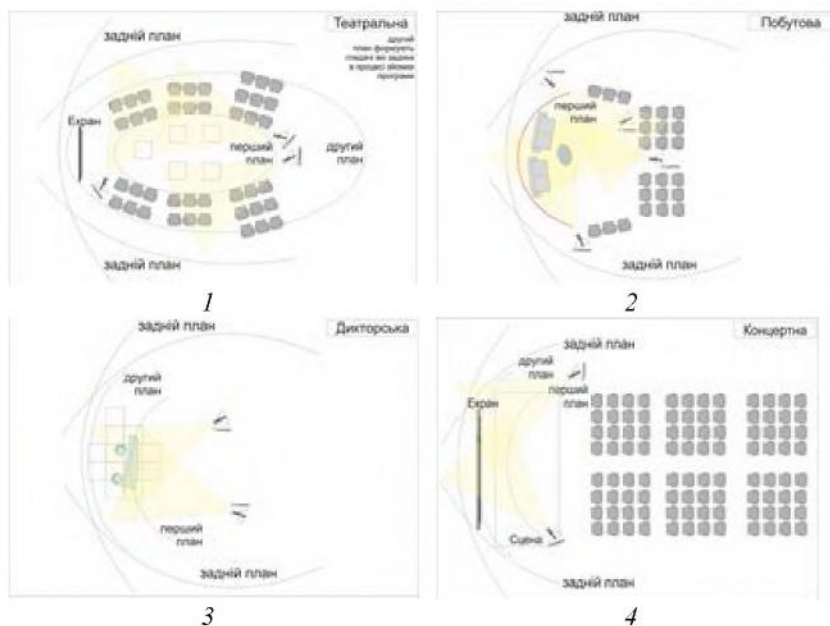 задній план
Театральна
другий
план формують
глядачі які задіяні
в процесі зйомки
програми
Екран
перший
план
другий
план
задній план
1
задній план
Побутова
перший
план
задній план
2
задній план
Дикторська
другий
план
перший
план
задній план
3
Концертна
задній план
другий
план
перший
план
Екран
Сцена
задній план
4